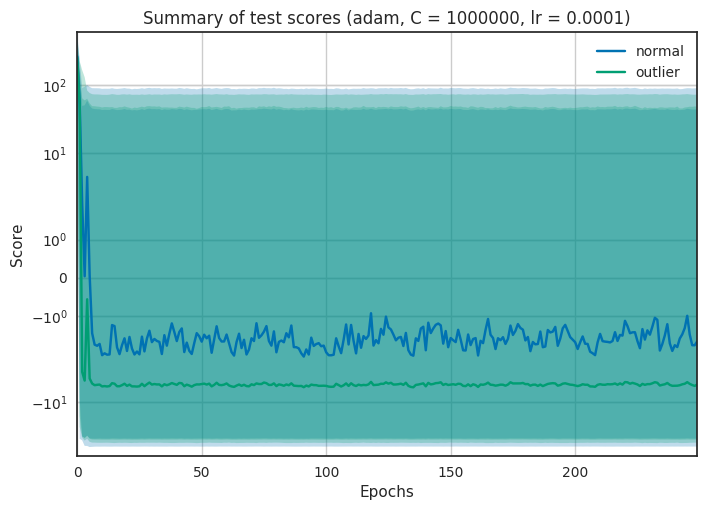 Summary of test scores (adam, C = 1000000, lr = 0.0001)
normal
outlier
10²
10¹
10⁰
0
−10⁰
−10¹
Score
0 50 100 150 200
Epochs